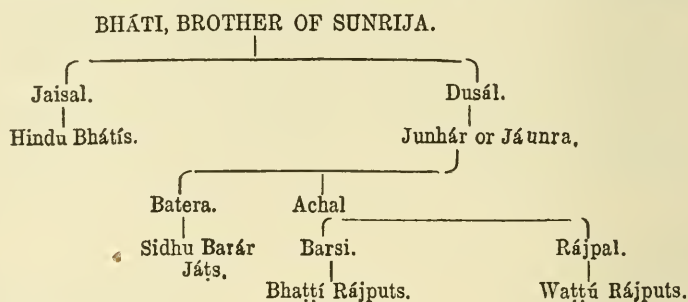 BHÁTI, BROTHER OF SUNRIJA.
Jaisal. Dusál.
Hindu Bhátís. Junhár or Jáunra.
Batera. Achal
Sidhu Barár Barsi. Rájpal.
Jáṭs.
Bhaṭṭí Rájputs. Waṭṭú Rájputs.